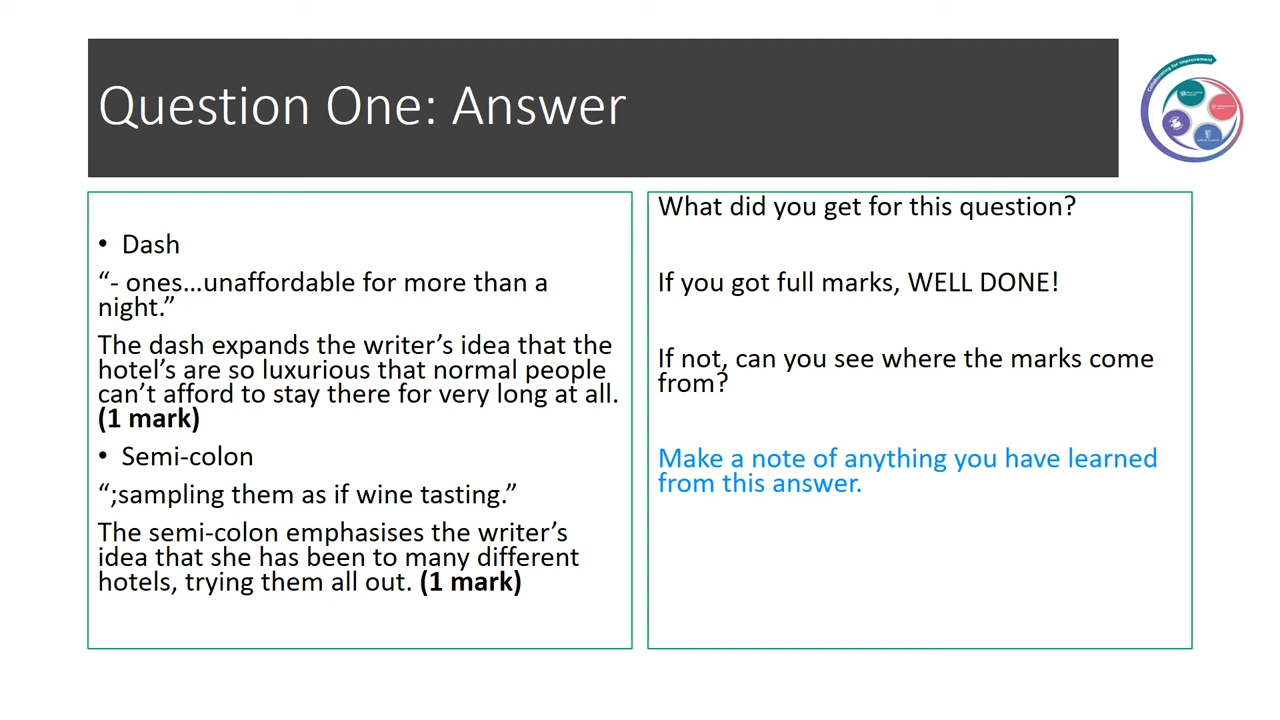 Question One: Answer
Collaborating for Improvement
• Dash
“- ones...unaffordable for more than a
night.”
The dash expands the writer’s idea that the
hotel’s are so luxurious that normal people
can’t afford to stay there for very long at all.
(1 mark)
• Semi-colon
“;sampling them as if wine tasting.”
The semi-colon emphasises the writer’s
idea that she has been to many different
hotels, trying them all out. (1 mark)
What did you get for this question?
If you got full marks, WELL DONE!
If not, can you see where the marks come
from?
Make a note of anything you have learned
from this answer.